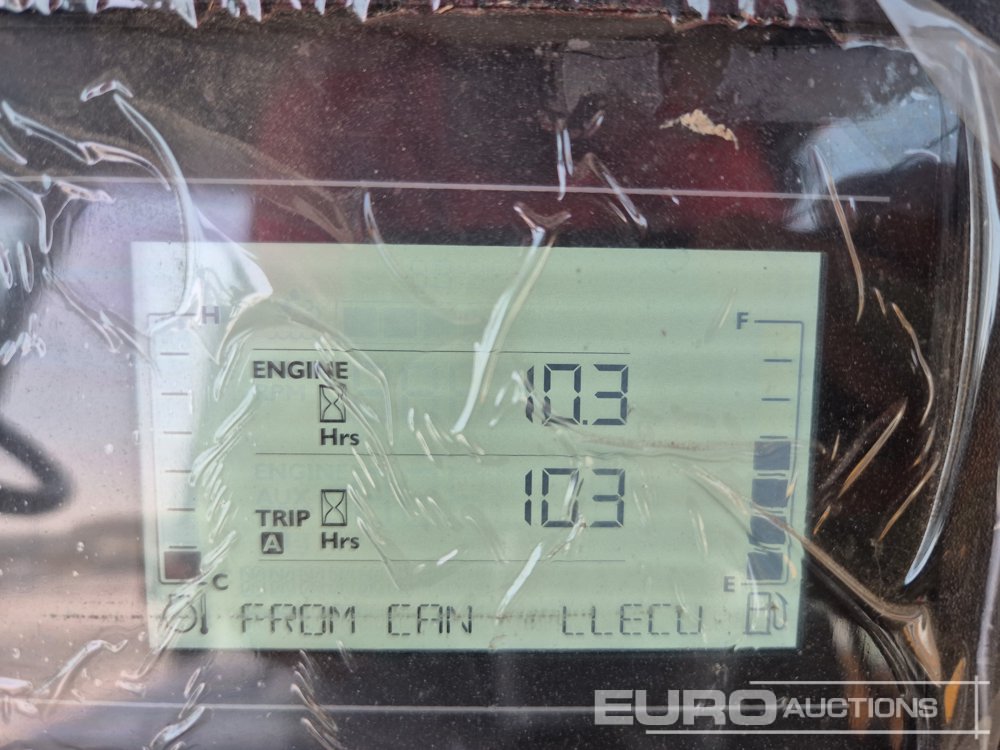 H F
ENGINE 10.3
Hrs
TRIP 10.3
A Hrs
C E
FROM CAN LLECU
EURO AUCTIONS